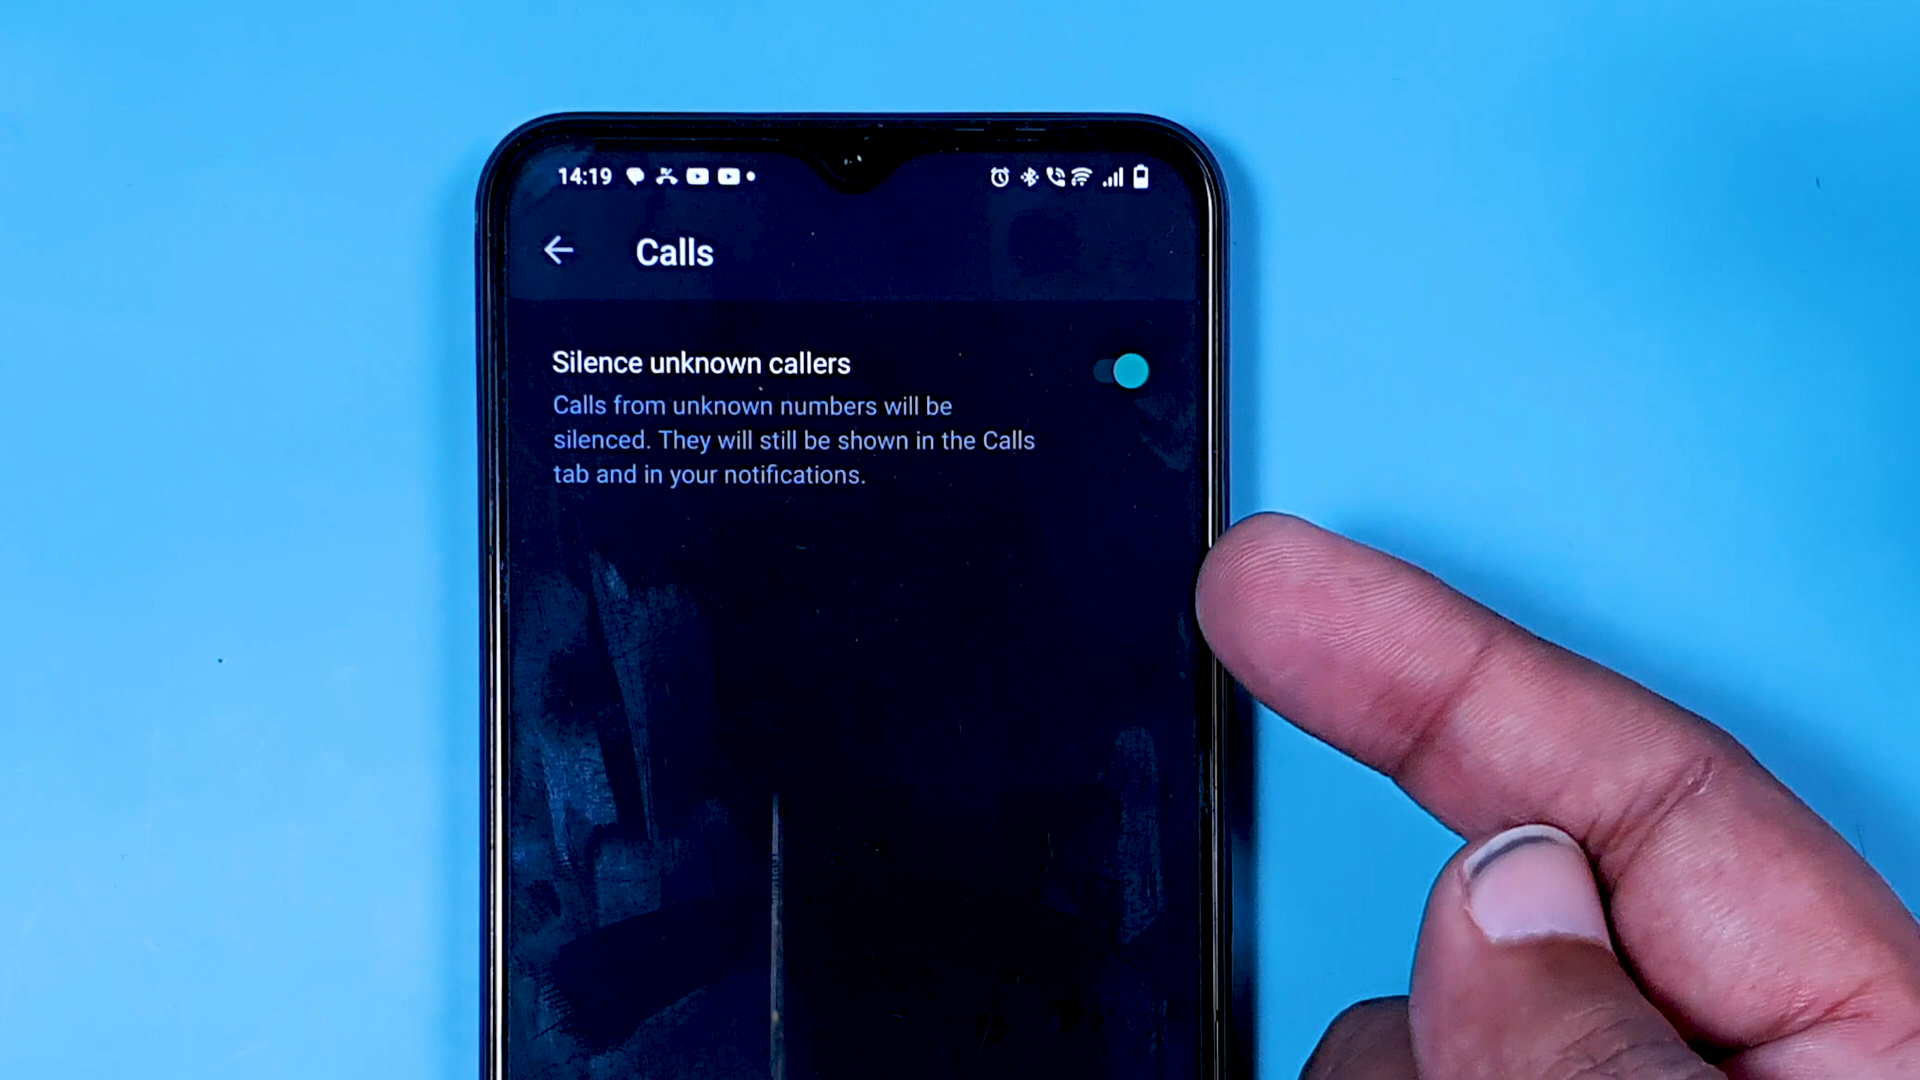 14:19
Calls
Silence unknown callers
Calls from unknown numbers will be
silenced. They will still be shown in the Calls
tab and in your notifications.